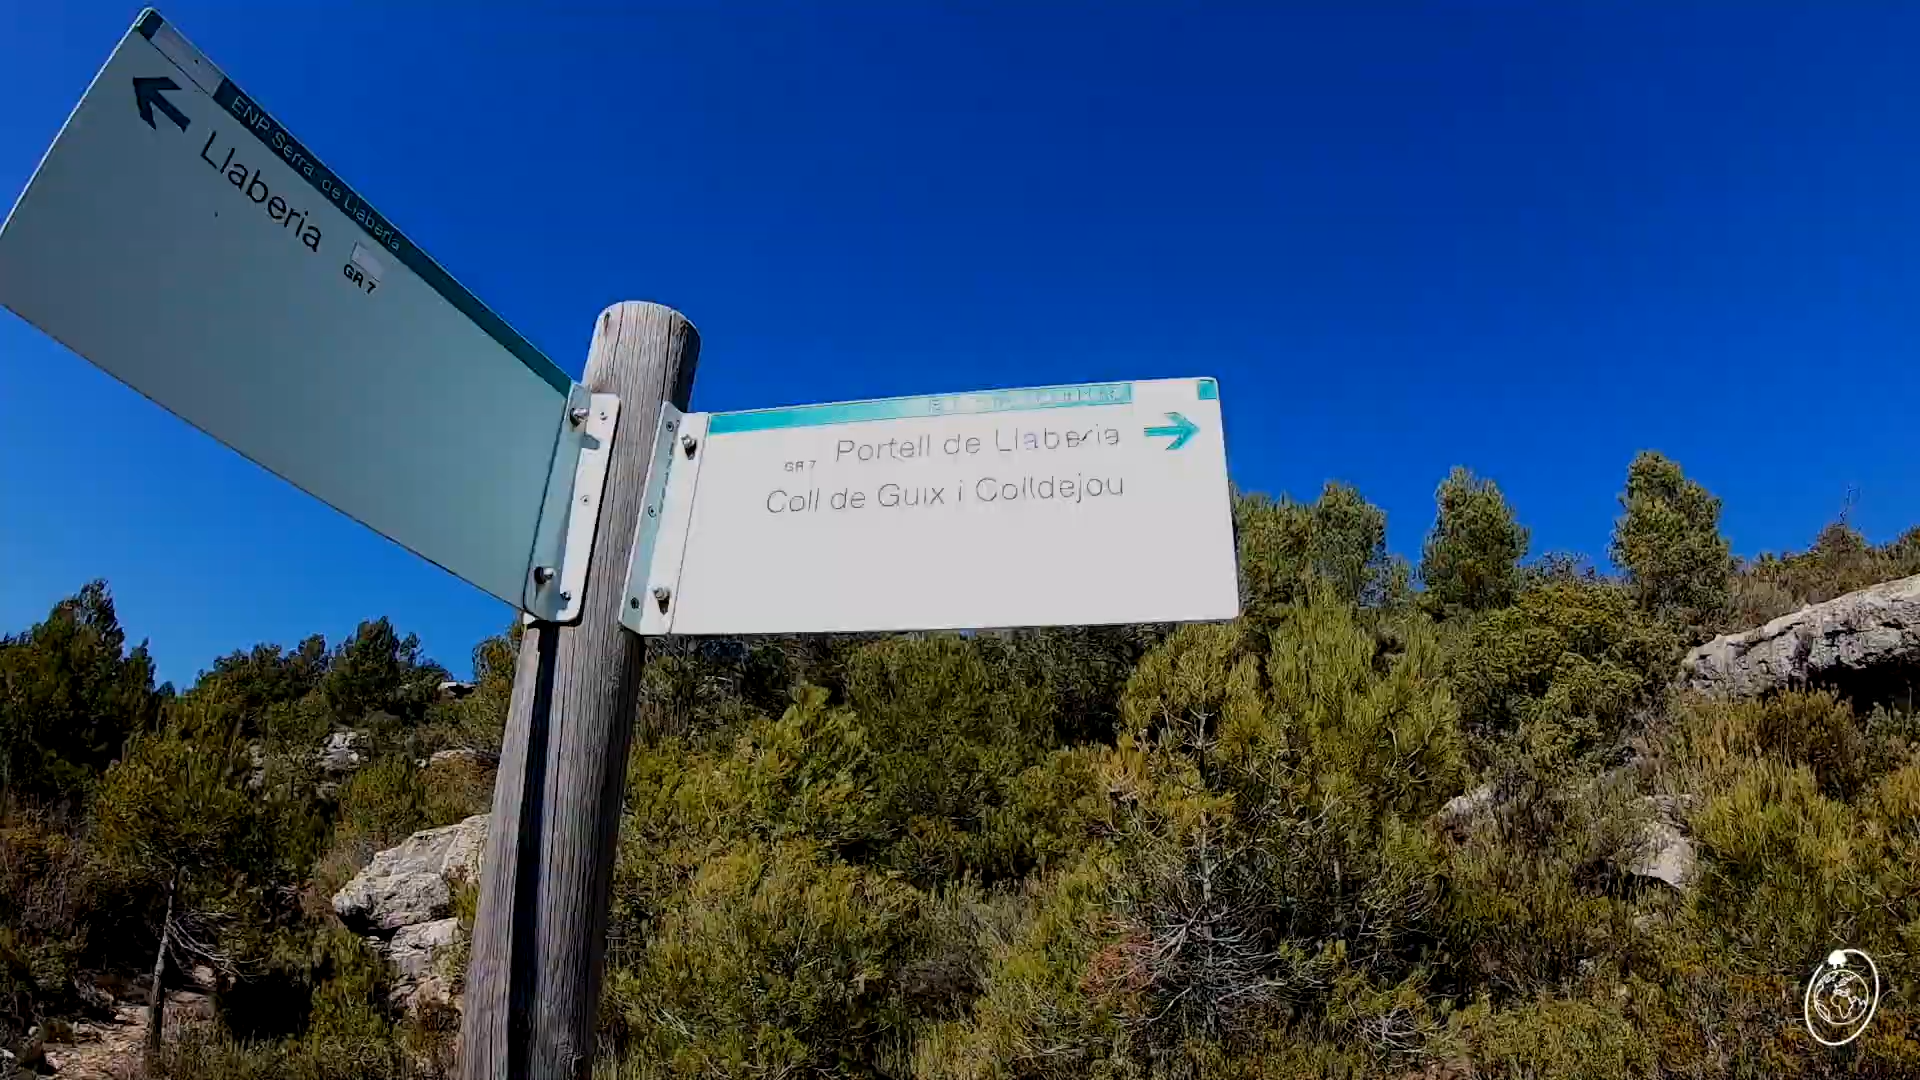 ENP Serra de Llaberia
Llaberia
GR 7
GR 7 Portell de Llaberia
Coll de Guix i Colldejou